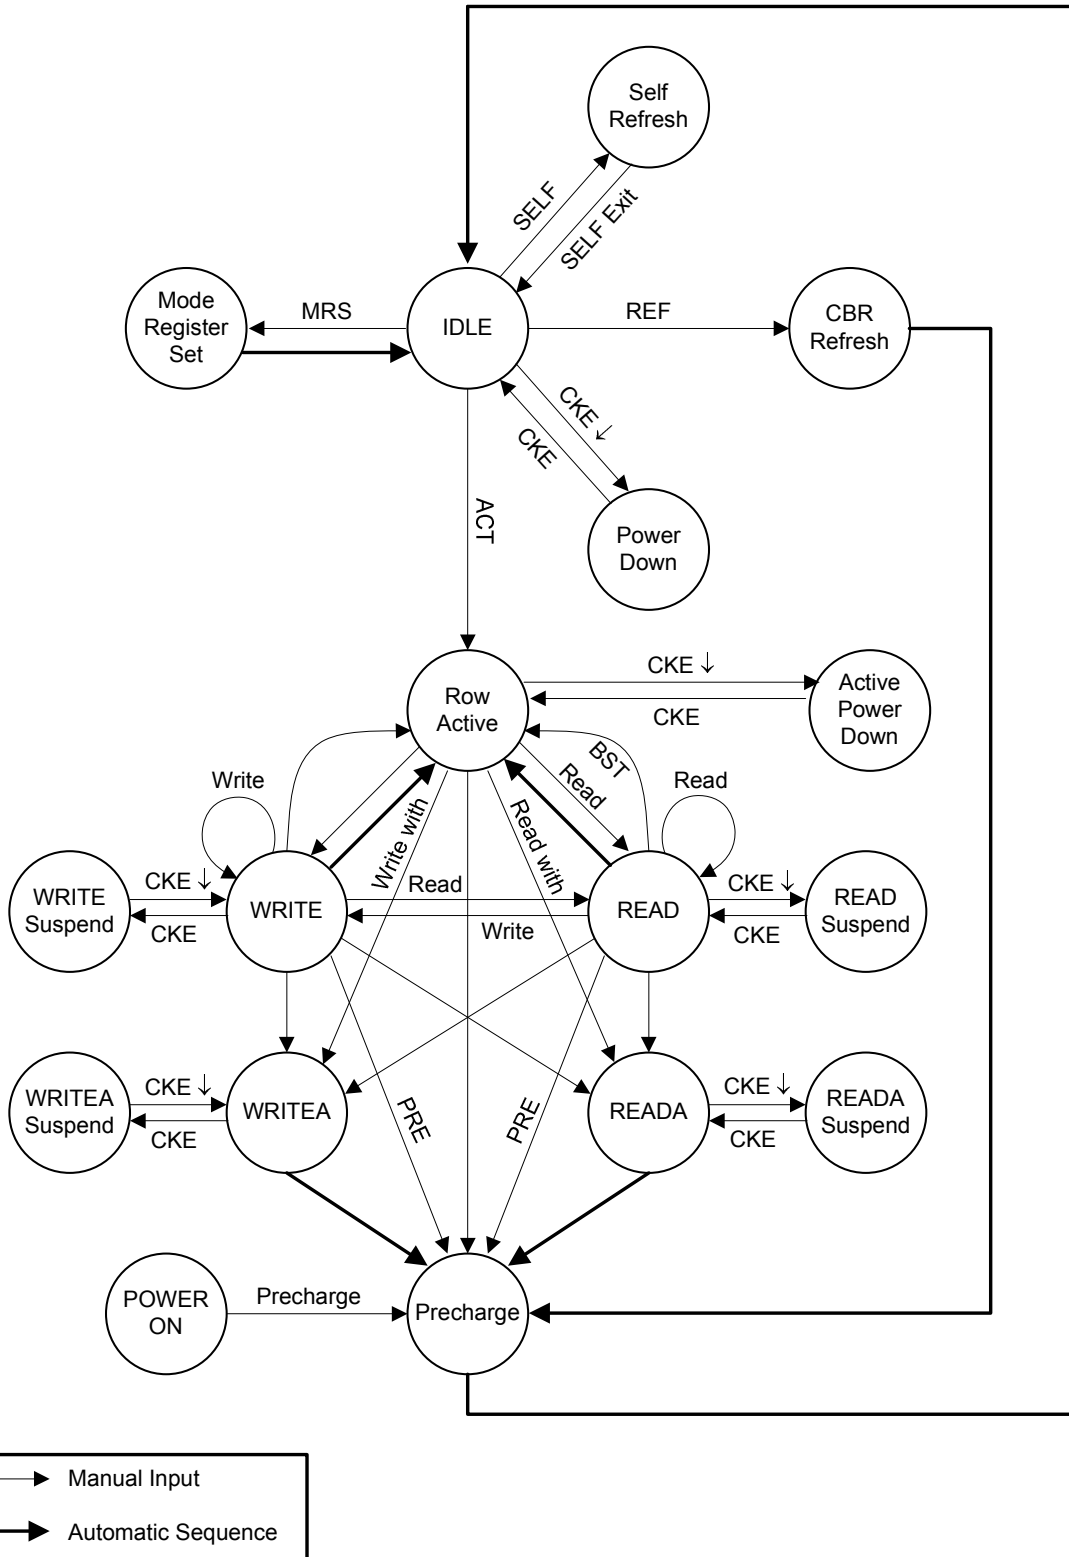 Self
Refresh
SELF
SELF Exit
Mode
Register
Set
MRS
IDLE
REF
CBR
Refresh
CKE ↓
CKE
ACT
Power
Down
Row
Active
CKE ↓
CKE
Active
Power
Down
BST
Read
Write
Read
Write with
Read with
WRITE
Suspend
CKE ↓
CKE
WRITE
Read
Write
READ
CKE ↓
CKE
READ
Suspend
WRITEA
Suspend
CKE ↓
CKE
WRITEA
PRE
PRE
READA
CKE ↓
CKE
READA
Suspend
POWER
ON
Precharge
Precharge
Manual Input
Automatic Sequence